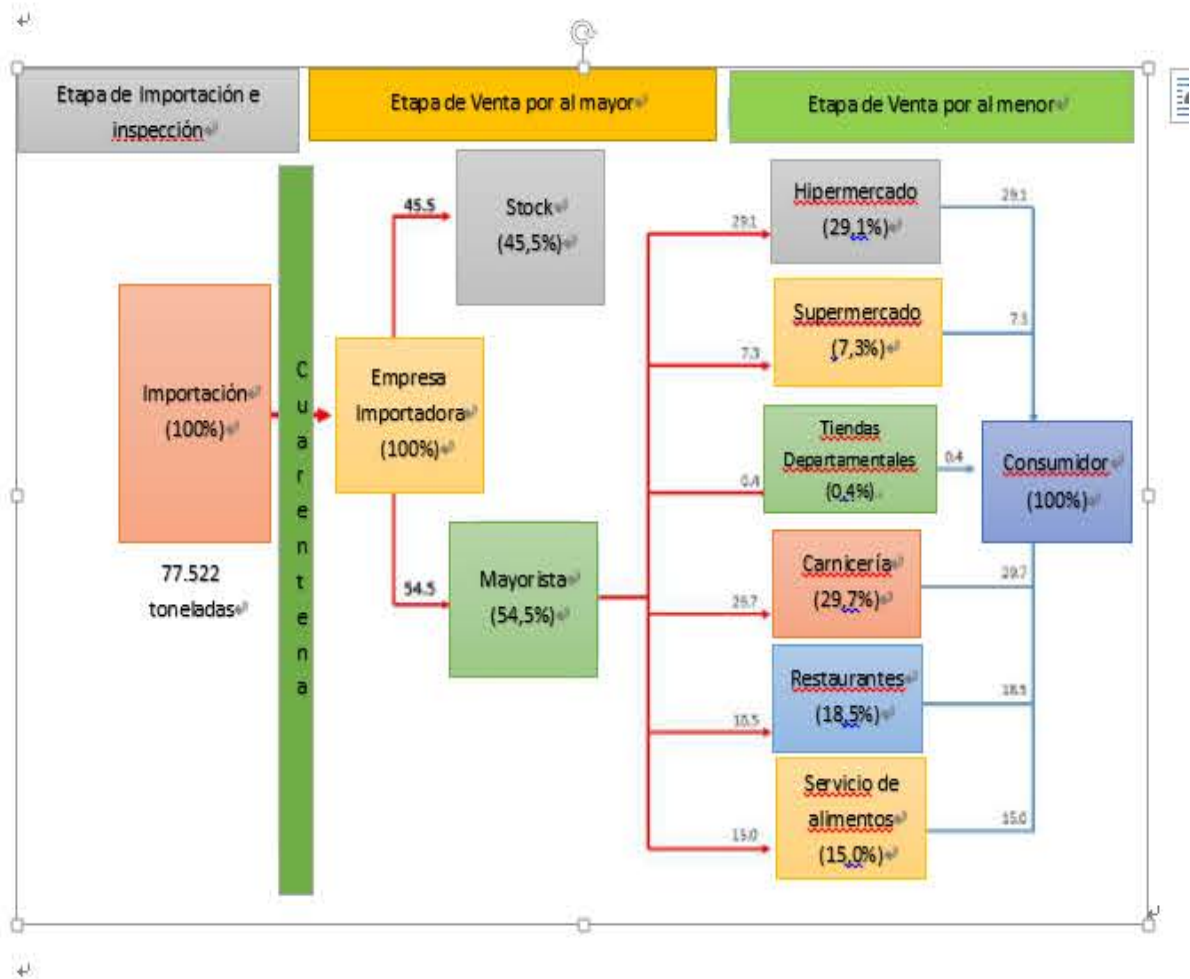 Etapa de Importación e
inspección
Etapa de Venta por al mayor
Etapa de Venta por al menor
Importación
(100%)
77.522
toneladas
Cuarentena
Empresa
Importadora
(100%)
45.5
Stock
(45,5%)
54.5
Mayorista
(54,5%)
29.1
Hipermercado
(29,1%)
29.1
7.3
Supermercado
(7,3%)
7.3
0.4
Tiendas
Departamentales
(0,4%)
0.4
Consumidor
(100%)
Carnicería
(29,7%)
29.7
Restaurantes
(18,5%)
18.5
15.0
Servicio de
alimentos
(15,0%)
15.0